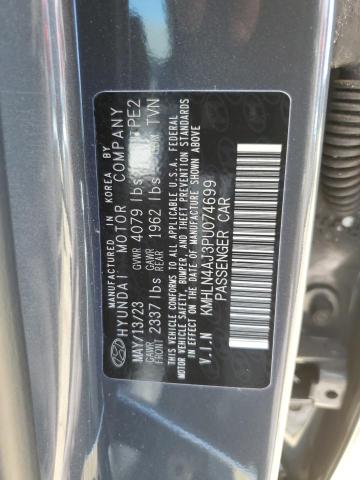 MANUFACTURED IN KOREA BY
HYUNDAI MOTOR COMPANY
MAY/13/23 GVWR 4079 lbs PE2
GAWR FRONT 2337 lbs GAWR REAR 1962 lbs TVN
THIS VEHICLE CONFORMS TO ALL APPLICABLE U.S.A. FEDERAL
MOTOR VEHICLE SAFETY, BUMPER, AND THEFT PREVENTION STANDARDS
IN EFFECT ON THE DATE OF MANUFACTURE SHOWN ABOVE.
V.I.N KMHLN4AJ3PU074699
PASSENGER CAR